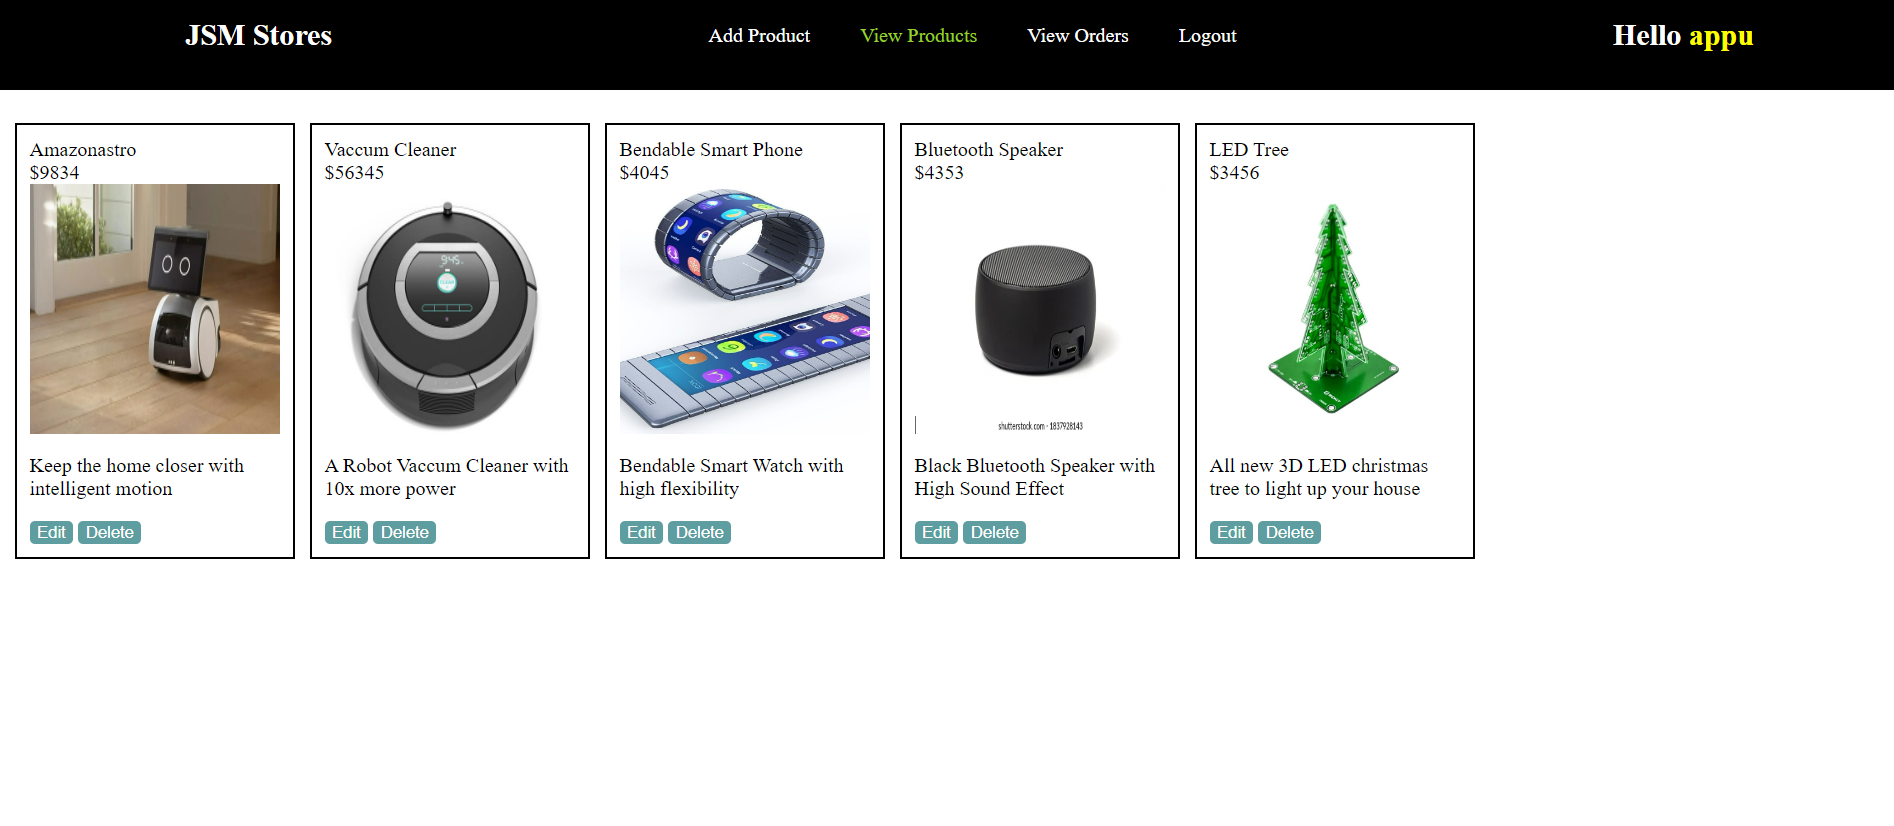 JSM Stores
Add Product
View Products
View Orders
Logout
Hello appu
Amazonastro
$9834
Keep the home closer with
intelligent motion
Edit Delete
Vaccum Cleaner
$56345
9:45
CLEAN
A Robot Vaccum Cleaner with
10x more power
Edit Delete
Bendable Smart Phone
$4045
Bendable Smart Watch with
high flexibility
Edit Delete
Bluetooth Speaker
$4353
shutterstock.com · 1837928143
Black Bluetooth Speaker with
High Sound Effect
Edit Delete
LED Tree
$3456
All new 3D LED christmas
tree to light up your house
Edit Delete